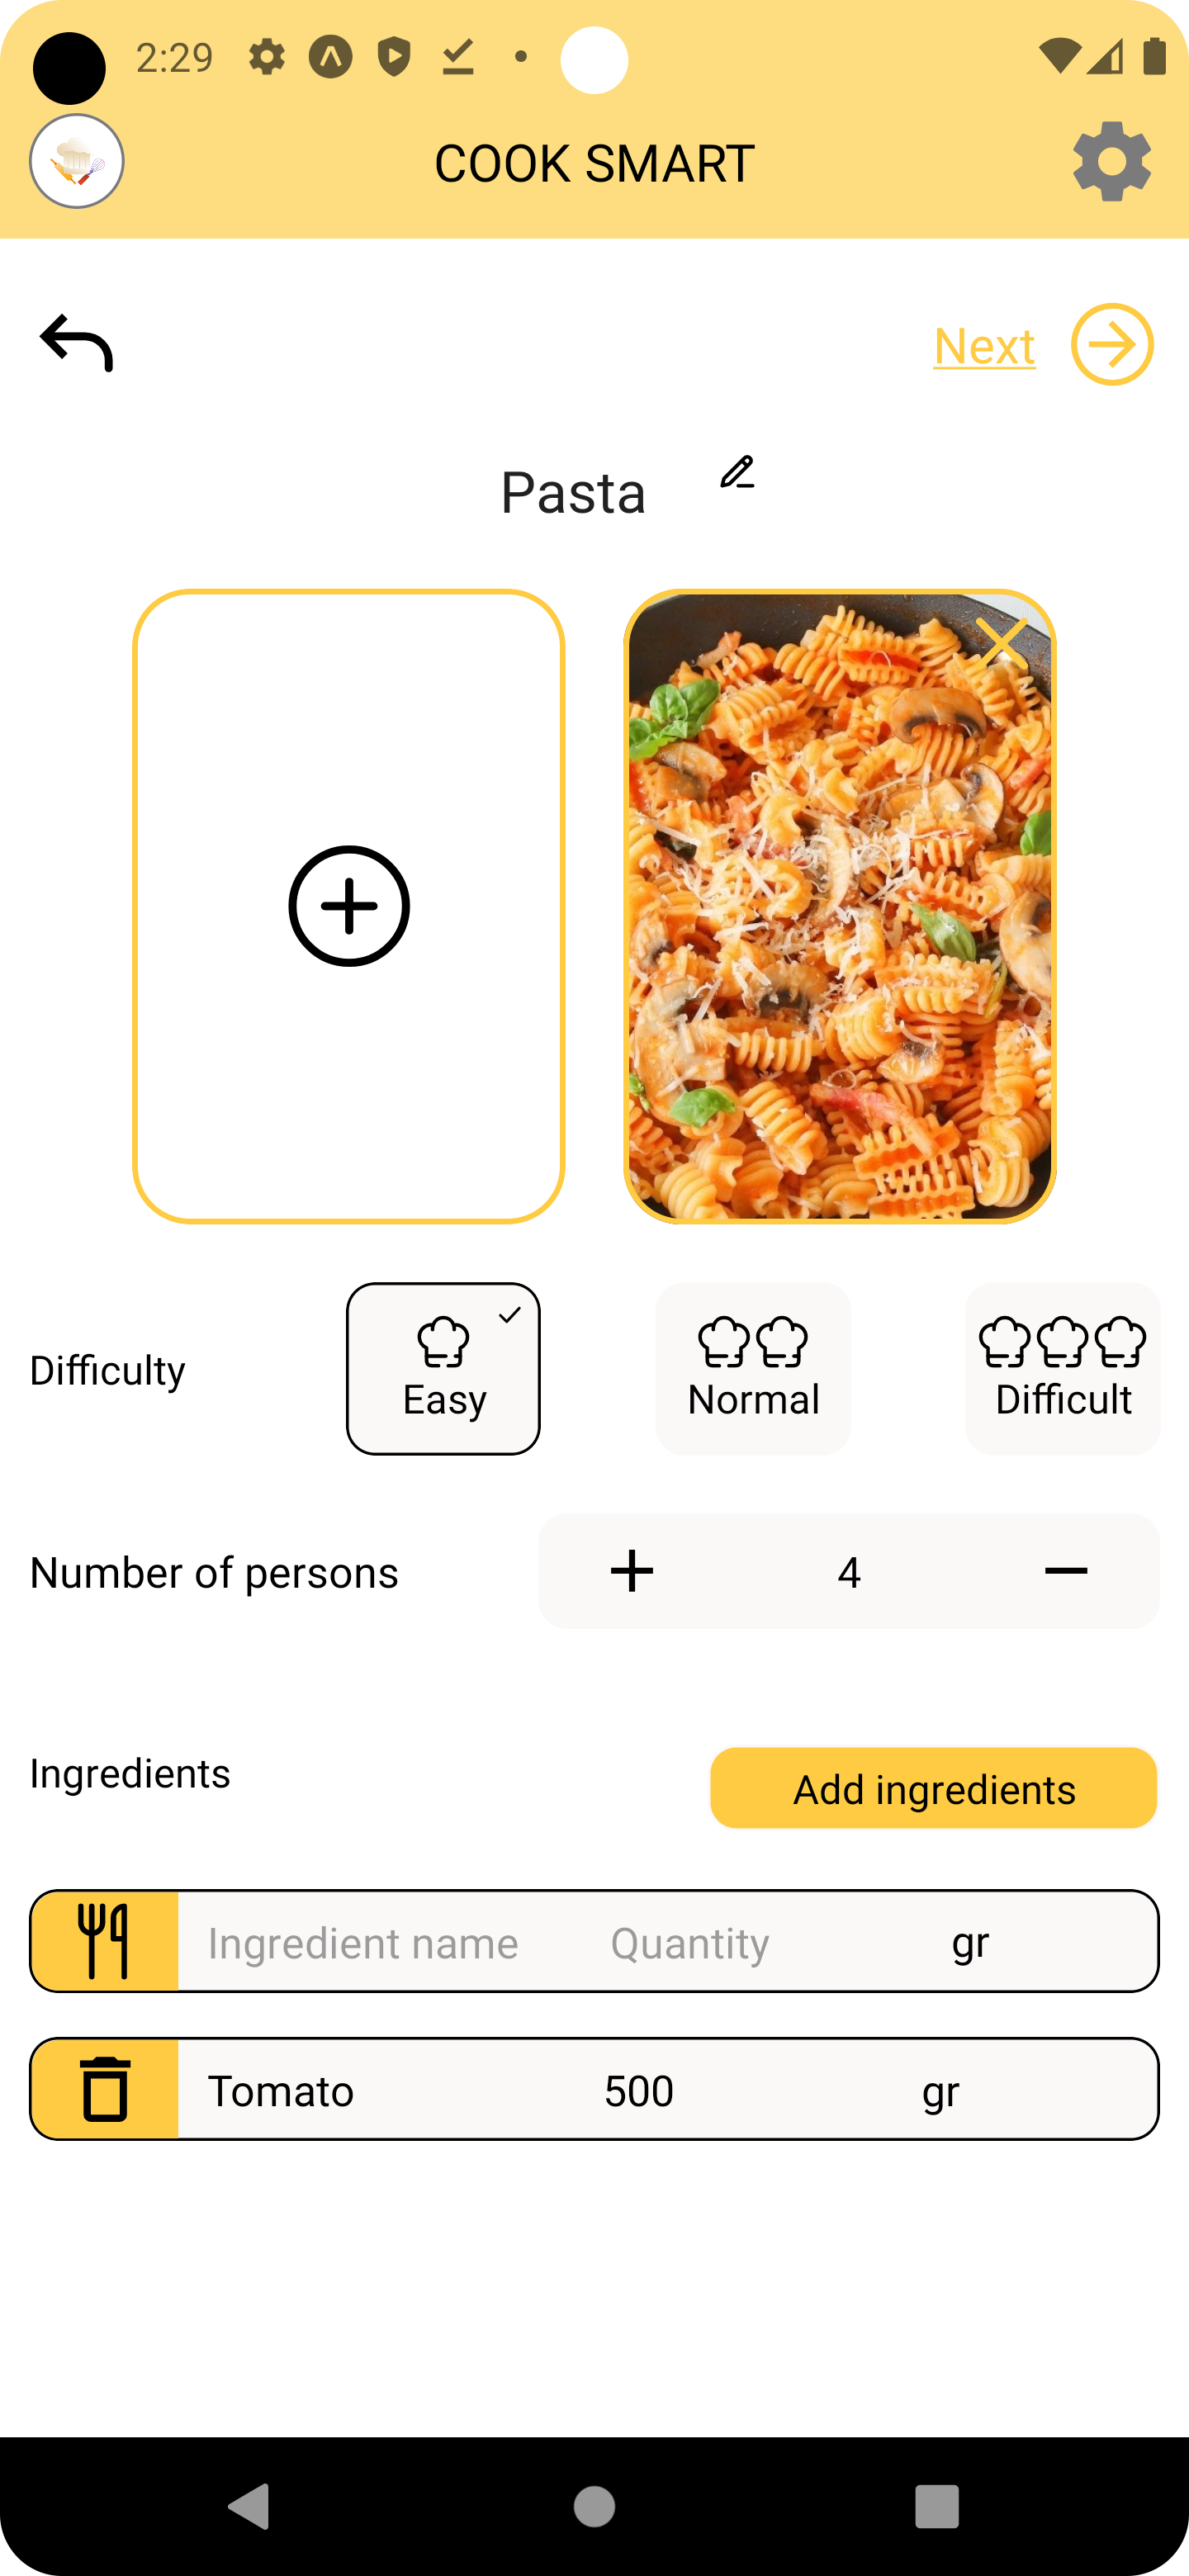 2:29
COOK SMART
Next
Pasta
Difficulty
Easy
Normal
Difficult
Number of persons
4
Ingredients
Add ingredients
Ingredient name Quantity gr
Tomato 500 gr